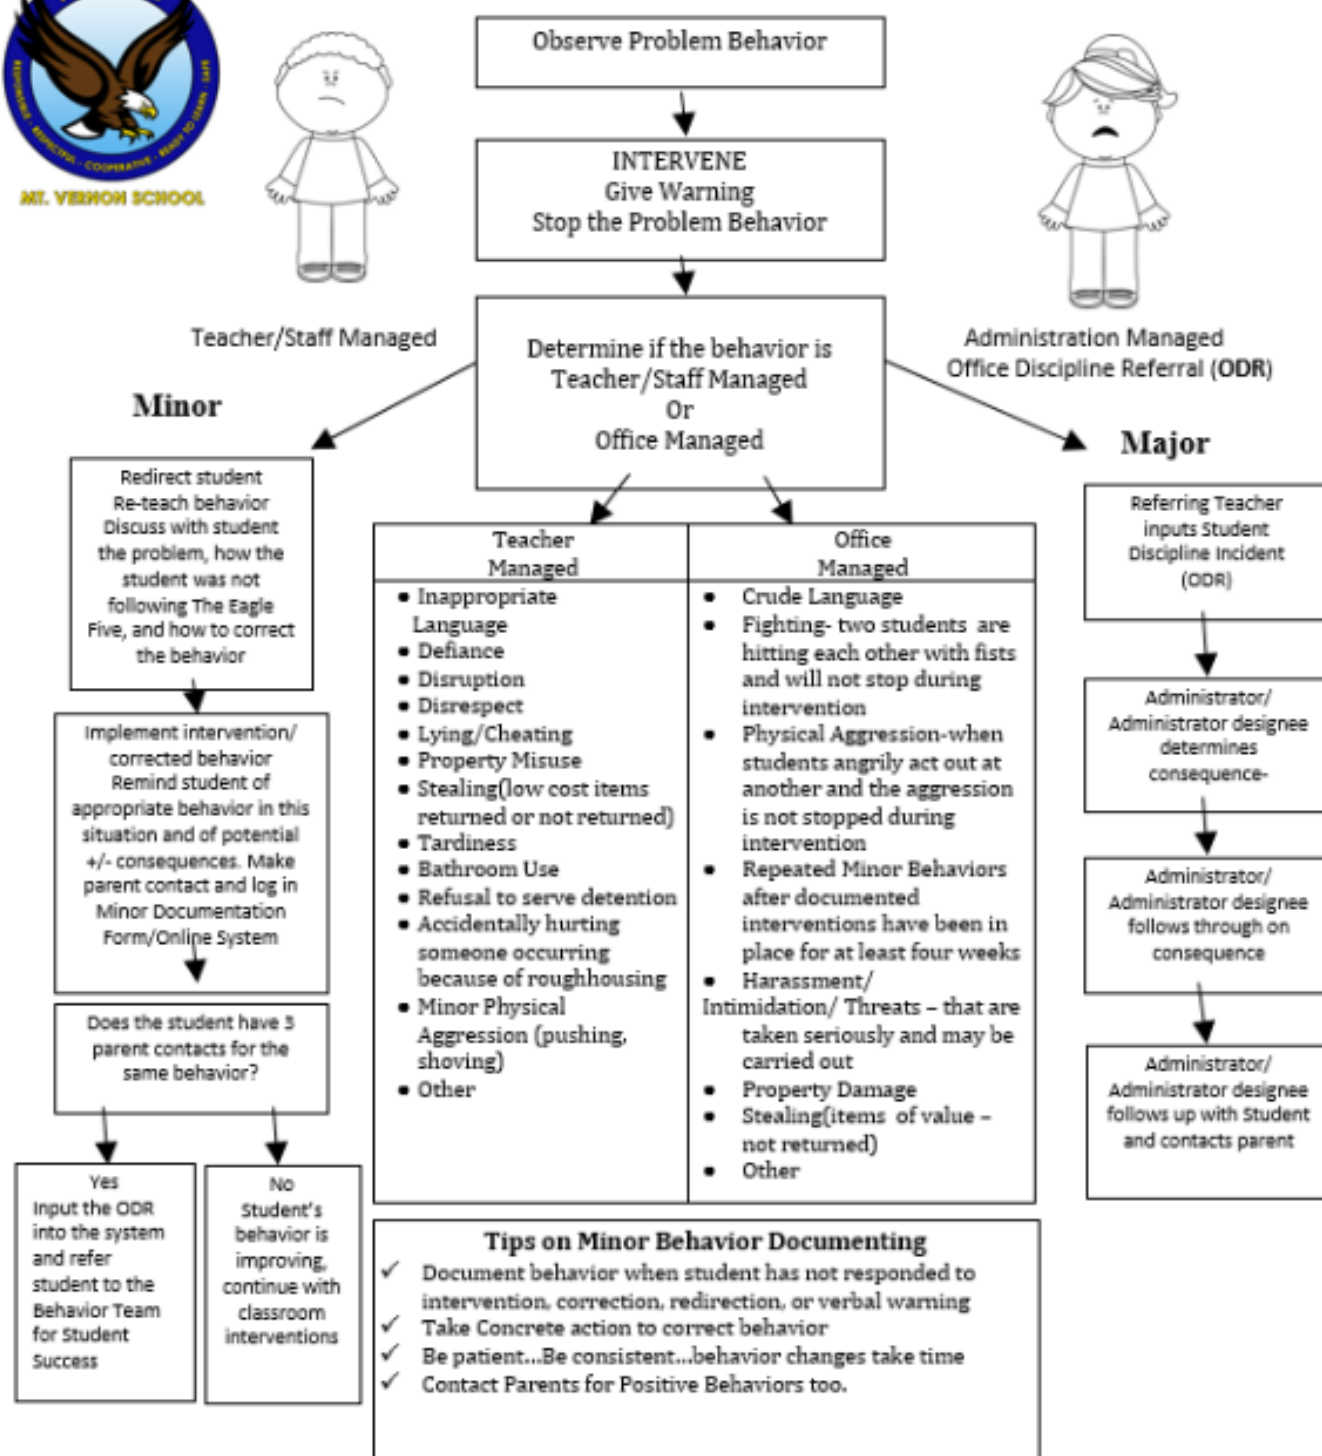 RESPONSIBLE - RESPECTFUL - COOPERATIVE - READY TO LEARN - SAFE
MT. VERNON SCHOOL
Observe Problem Behavior
INTERVENE
Give Warning
Stop the Problem Behavior
Teacher/Staff Managed
Determine if the behavior is
Teacher/Staff Managed
Or
Office Managed
Administration Managed
Office Discipline Referral (ODR)
Minor
Redirect student
Re-teach behavior
Discuss with student
the problem, how the
student was not
following The Eagle
Five, and how to correct
the behavior
Implement intervention/
corrected behavior
Remind student of
appropriate behavior in this
situation and of potential
+/- consequences. Make
parent contact and log in
Minor Documentation
Form/Online System
Does the student have 3
parent contacts for the
same behavior?
Yes
Input the ODR
into the system
and refer
student to the
Behavior Team
for Student
Success
No
Student's
behavior is
improving,
continue with
classroom
interventions
Teacher
Managed
• Inappropriate
Language
• Defiance
• Disruption
• Disrespect
• Lying/Cheating
• Property Misuse
• Stealing(low cost items
returned or not returned)
• Tardiness
• Bathroom Use
• Refusal to serve detention
• Accidentally hurting
someone occurring
because of roughhousing
• Minor Physical
Aggression (pushing,
shoving)
• Other
Office
Managed
• Crude Language
• Fighting- two students are
hitting each other with fists
and will not stop during
intervention
• Physical Aggression-when
students angrily act out at
another and the aggression
is not stopped during
intervention
• Repeated Minor Behaviors
after documented
interventions have been in
place for at least four weeks
• Harassment/
Intimidation/ Threats – that are
taken seriously and may be
carried out
• Property Damage
• Stealing(items of value –
not returned)
• Other
Major
Referring Teacher
inputs Student
Discipline Incident
(ODR)
Administrator/
Administrator designee
determines
consequence-
Administrator/
Administrator designee
follows through on
consequence
Administrator/
Administrator designee
follows up with Student
and contacts parent
Tips on Minor Behavior Documenting
✓ Document behavior when student has not responded to
intervention, correction, redirection, or verbal warning
✓ Take Concrete action to correct behavior
✓ Be patient...Be consistent...behavior changes take time
✓ Contact Parents for Positive Behaviors too.